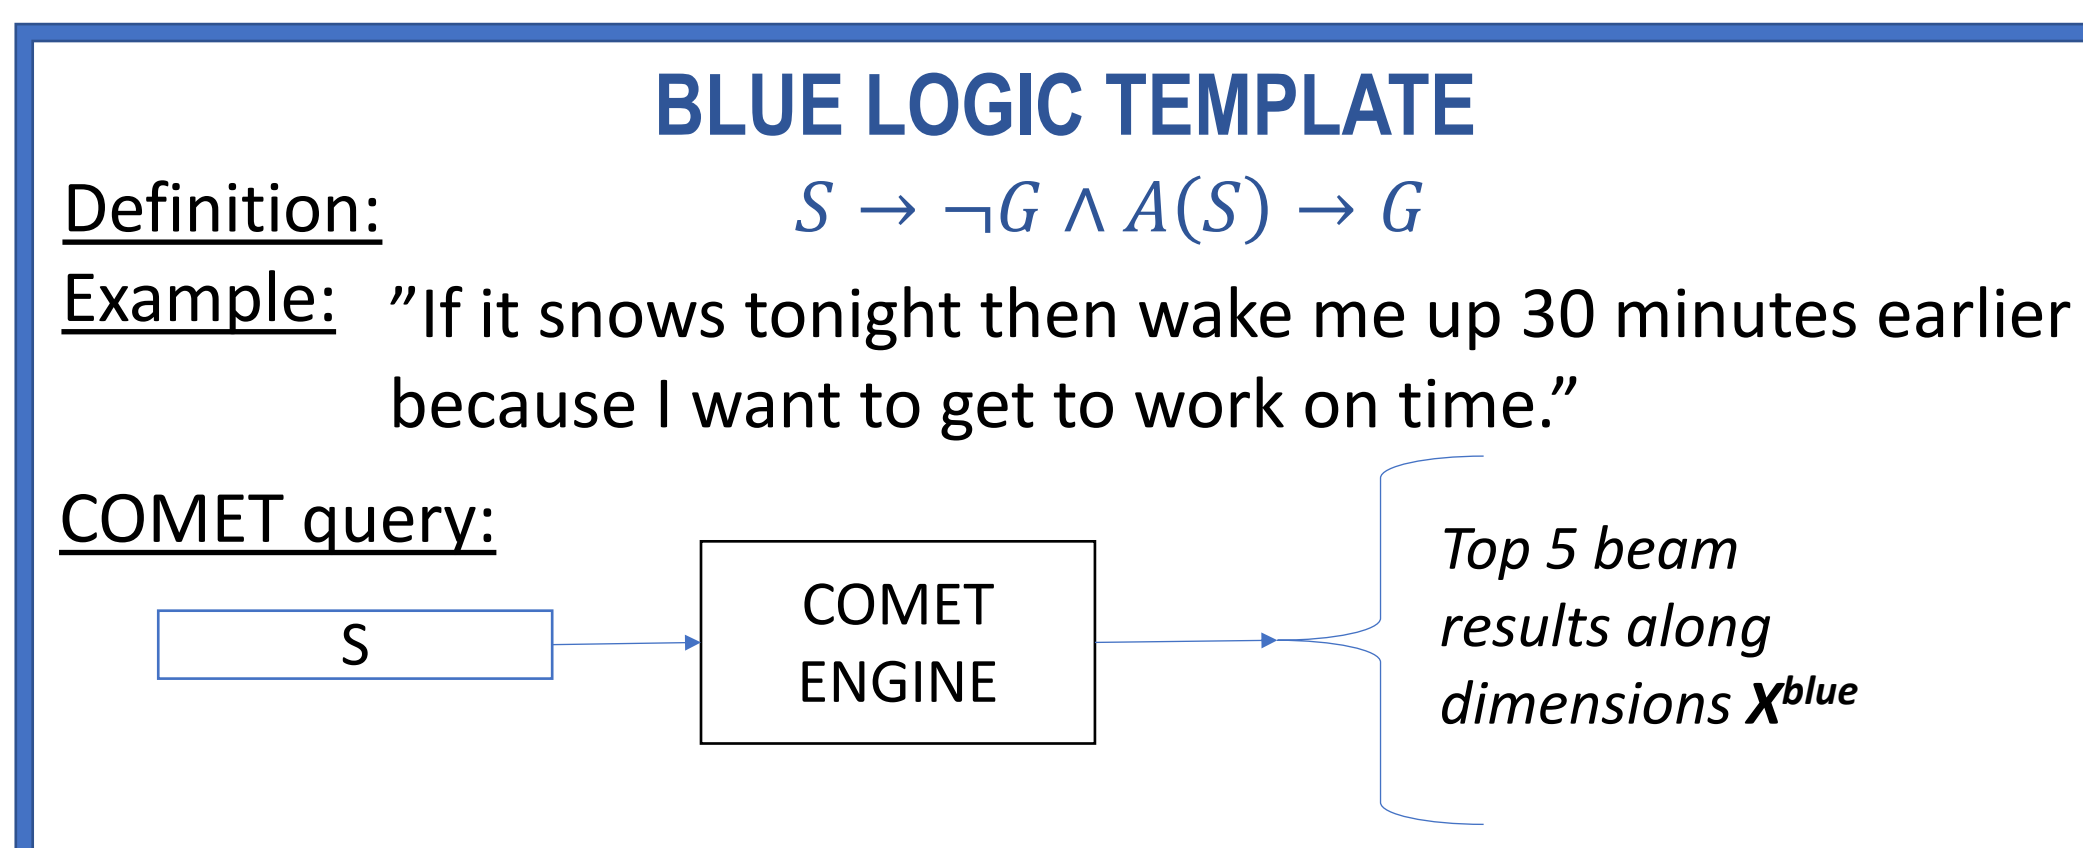 BLUE LOGIC TEMPLATE
Definition: S → ¬G ∧ A(S) → G
Example: ”If it snows tonight then wake me up 30 minutes earlier
because I want to get to work on time.”
COMET query:
S
COMET
ENGINE
Top 5 beam
results along
dimensions X^blue